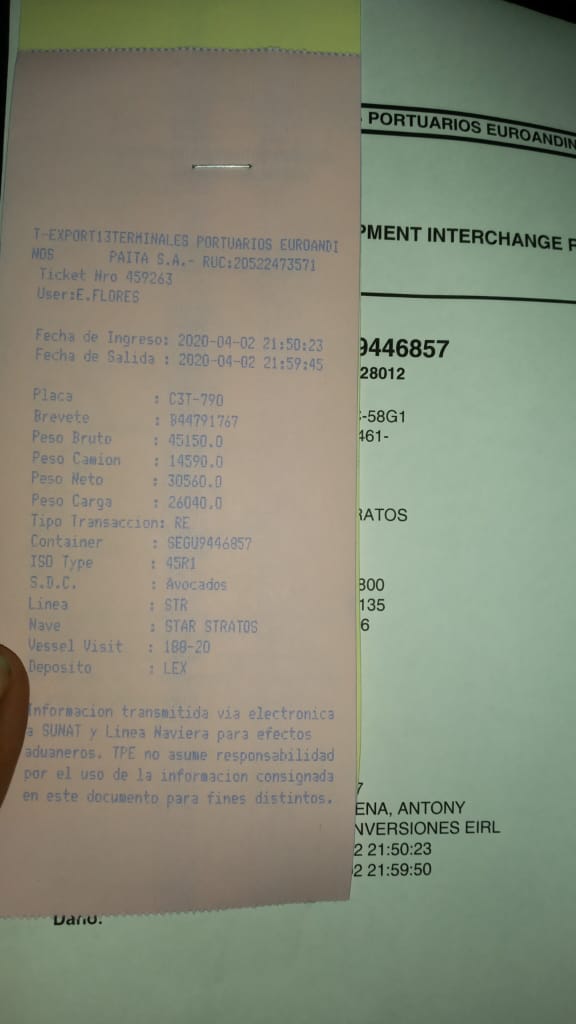 T-EXPORT13TERMINALES PORTUARIOS EUROANDI
NOS PAITA S.A.- RUC:20522473571
Ticket Nro 459263
User:E.FLORES
Fecha de Ingreso: 2020-04-02 21:50:23
Fecha de Salida : 2020-04-02 21:59:45
Placa : C3T-790
Brevete : B44791767
Peso Bruto : 45150.0
Peso Camion : 14590.0
Peso Neto : 30560.0
Peso Carga : 26040.0
Tipo Transaccion: RE
Container : SEGU9446857
ISO Type : 45R1
S.D.C. : Avocados
Linea : STR
Nave : STAR STRATOS
Vessel Visit : 188-20
Deposito : LEX
Informacion transmitida via electronica
a SUNAT y Linea Naviera para efectos
aduaneros. TPE no asume responsabilidad
por el uso de la informacion consignada
en este documento para fines distintos.
PORTUARIOS EUROANDIN
PMENT INTERCHANGE R
9446857
28012
-58G1
461-
RATOS
800
135
6
7
ENA, ANTONY
NVERSIONES EIRL
2 21:50:23
2 21:59:50
Daño: